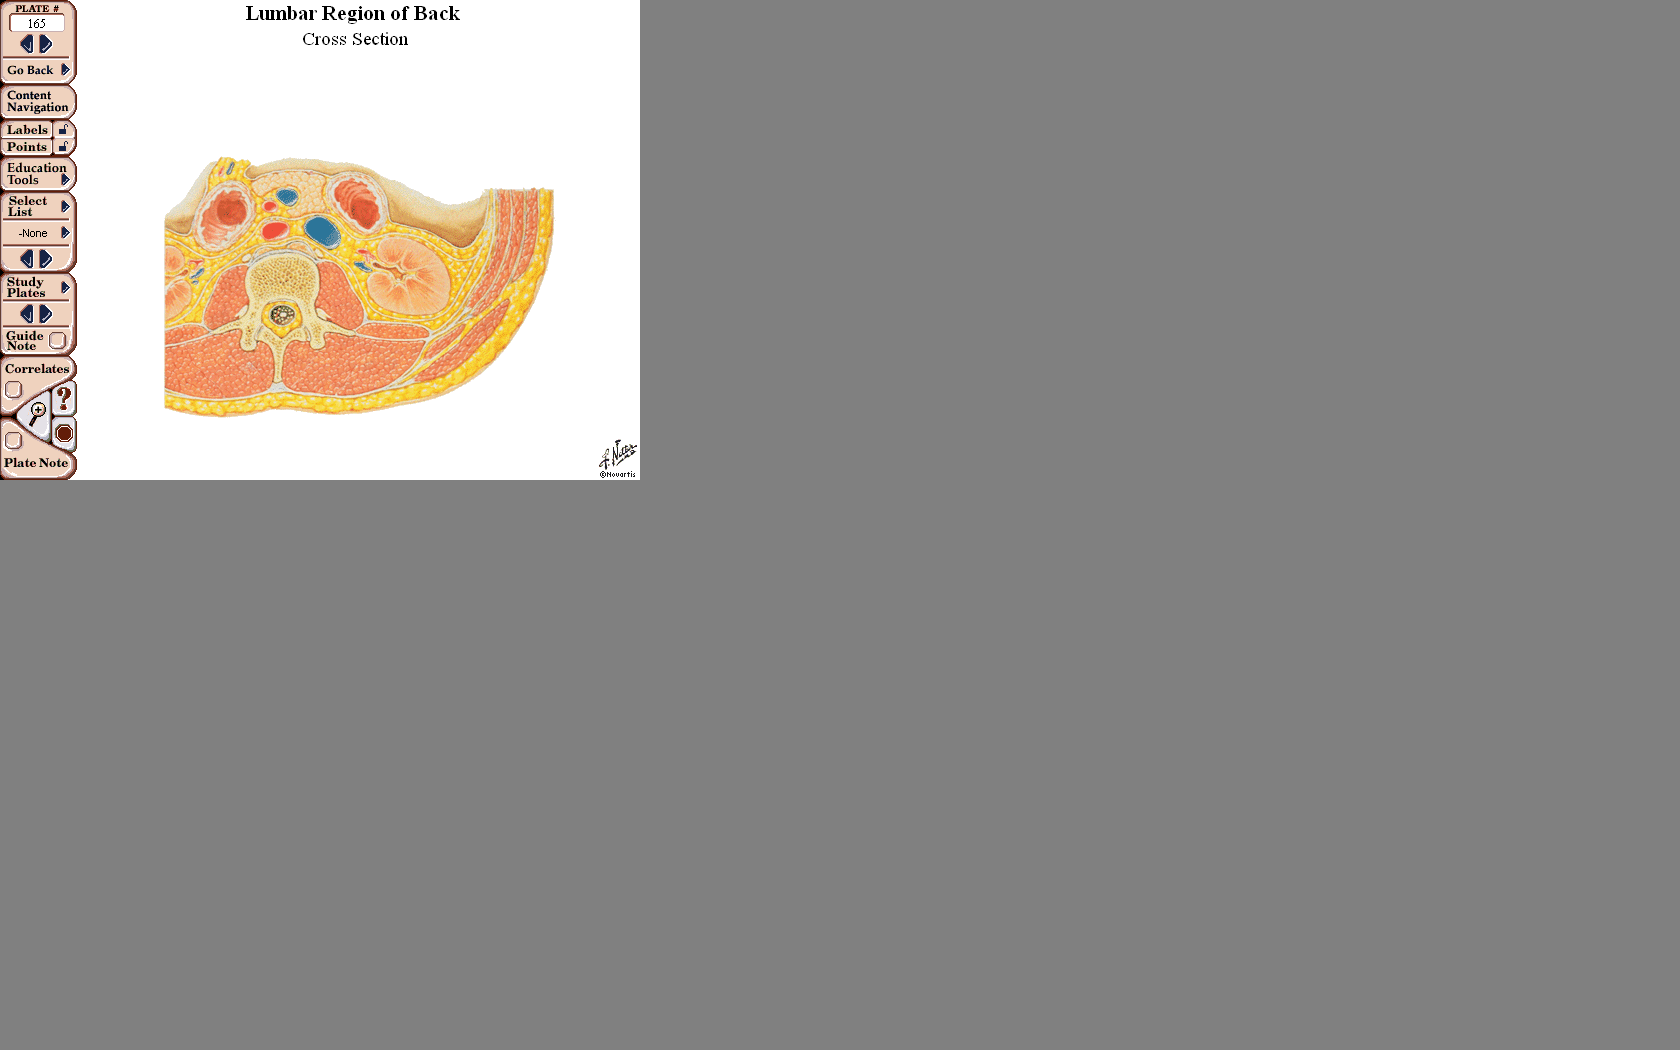 PLATE #
165
Go Back
Content
Navigation
Labels
Points
Education
Tools
Select
List
-None
Study
Plates
Guide
Note
Correlates
?
Plate Note
Lumbar Region of Back
Cross Section
F. Netter
©Novartis